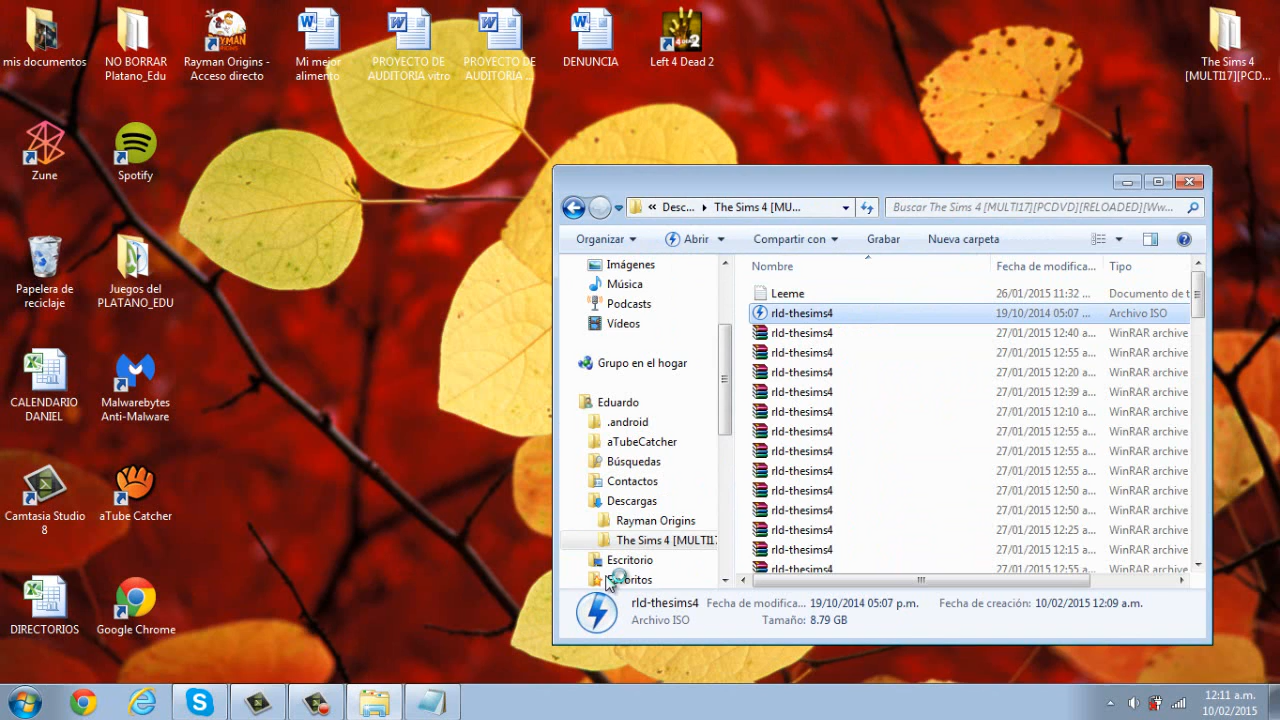 mis documentos
NO BORRAR
Platano_Edu
Rayman Origins -
Acceso directo
Mi mejor
alimento
PROYECTO DE
AUDITORIA vitro
PROYECTO DE
AUDITORIA ...
DENUNCIA
Left 4 Dead 2
The Sims 4
[MULTI17][PCD...
Zune
Spotify
Papelera de
reciclaje
Juegos del
PLATANO_EDU
CALENDARIO
DANIEL
Malwarebytes
Anti-Malware
Camtasia Studio
8
aTube Catcher
DIRECTORIOS
Google Chrome
« Desc... The Sims 4 [MU...
Buscar The Sims 4 [MULTI17][PCDVD][RELOADED][Ww...
Organizar Abrir Compartir con Grabar Nueva carpeta
Imágenes
Música
Podcasts
Vídeos
Grupo en el hogar
Eduardo
.android
aTubeCatcher
Búsquedas
Contactos
Descargas
Rayman Origins
The Sims 4 [MULTI17
Escritorio
Nombre Fecha de modifica... Tipo
Leeme 26/01/2015 11:32 ... Documento de t
rld-thesims4 19/10/2014 05:07 ... Archivo ISO
rld-thesims4 27/01/2015 12:40 a... WinRAR archive
rld-thesims4 27/01/2015 12:55 a... WinRAR archive
rld-thesims4 27/01/2015 12:20 a... WinRAR archive
rld-thesims4 27/01/2015 12:39 a... WinRAR archive
rld-thesims4 27/01/2015 12:10 a... WinRAR archive
rld-thesims4 27/01/2015 12:55 a... WinRAR archive
rld-thesims4 27/01/2015 12:55 a... WinRAR archive
rld-thesims4 27/01/2015 12:55 a... WinRAR archive
rld-thesims4 27/01/2015 12:50 a... WinRAR archive
rld-thesims4 27/01/2015 12:50 a... WinRAR archive
rld-thesims4 27/01/2015 12:25 a... WinRAR archive
rld-thesims4 27/01/2015 12:15 a... WinRAR archive
rld-thesims4 27/01/2015 12:55 a... WinRAR archive
rld-thesims4 Fecha de modifica... 19/10/2014 05:07 p.m. Fecha de creación: 10/02/2015 12:09 a.m.
Archivo ISO Tamaño: 8.79 GB
12:11 a.m.
10/02/2015